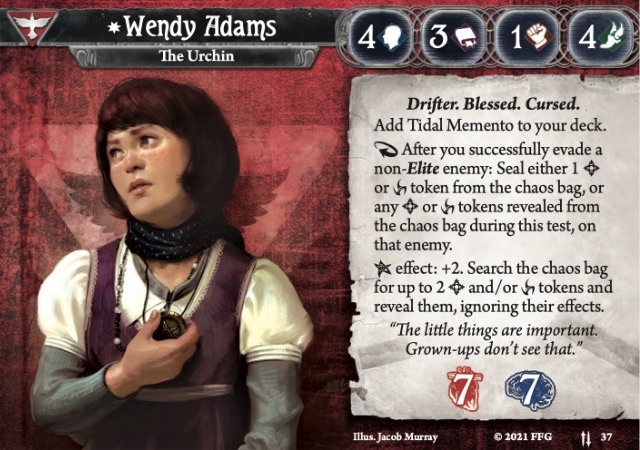 *Wendy Adams
The Urchin
4 3 1 4
Drifter. Blessed. Cursed.
Add Tidal Memento to your deck.
After you successfully evade a
non-Elite enemy: Seal either 1
or token from the chaos bag, or
any or tokens revealed from
the chaos bag during this test, on
that enemy.
effect: +2. Search the chaos bag
for up to 2 and/or tokens and
reveal them, ignoring their effects.
“The little things are important.
Grown-ups don’t see that.”
7 7
Illus. Jacob Murray © 2021 FFG 37